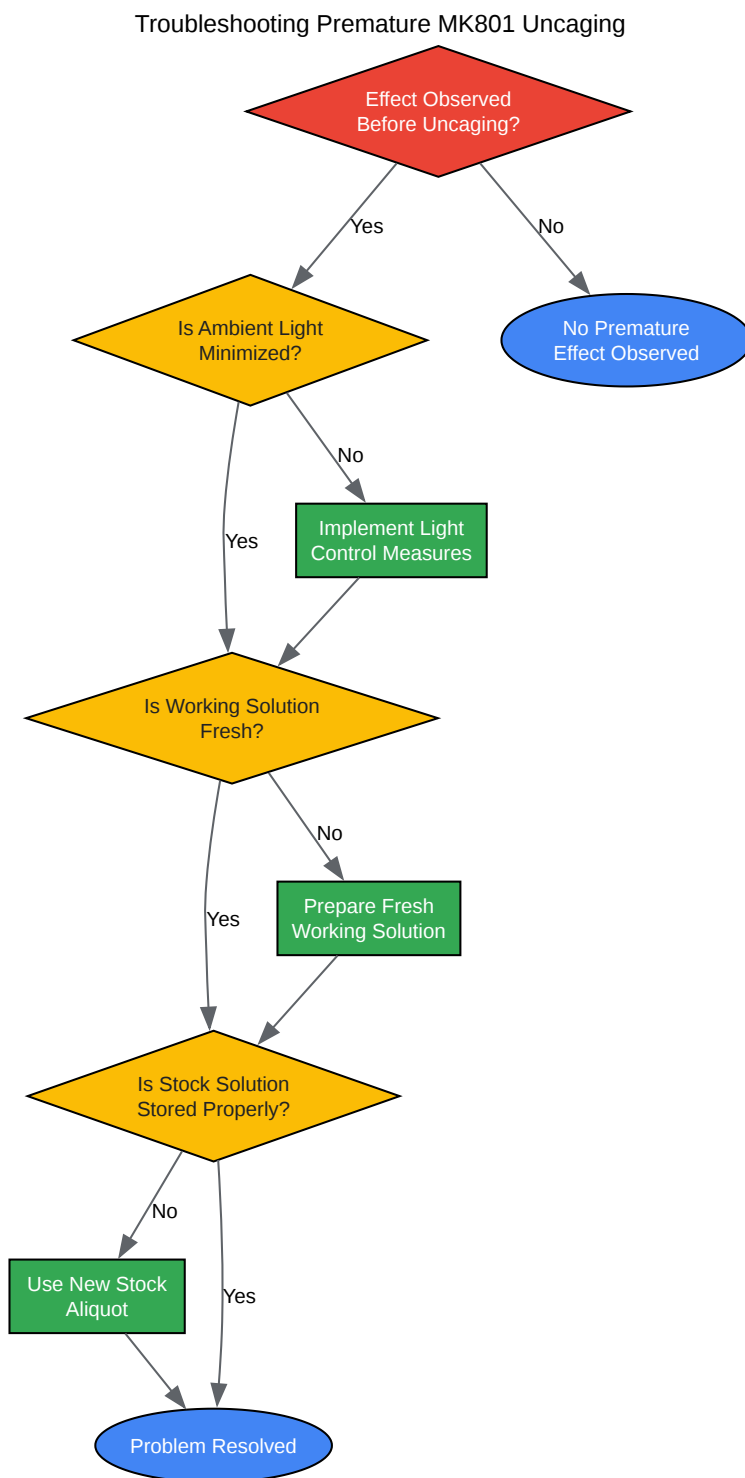 Troubleshooting Premature MK801 Uncaging
Effect Observed
Before Uncaging?
Yes
No
Is Ambient Light
Minimized?
No Premature
Effect Observed
No
Yes
Implement Light
Control Measures
Is Working Solution
Fresh?
No
Yes
Prepare Fresh
Working Solution
Is Stock Solution
Stored Properly?
No
Yes
Use New Stock
Aliquot
Problem Resolved